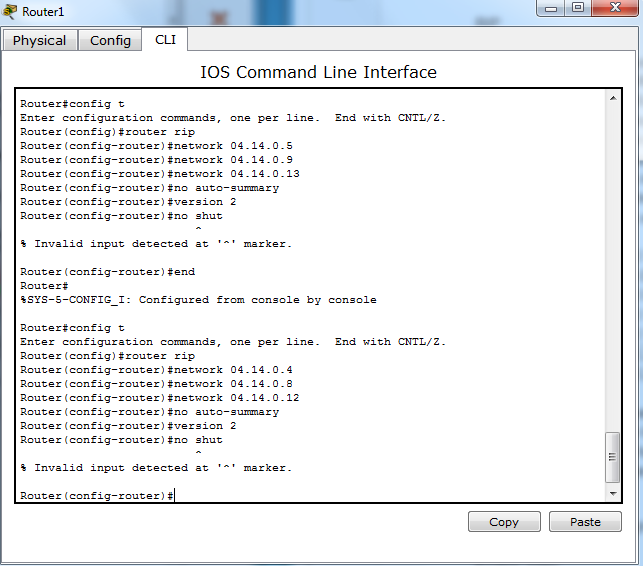 Router1
Physical Config CLI
IOS Command Line Interface
Router#config t
Enter configuration commands, one per line.  End with CNTL/Z.
Router(config)#router rip
Router(config-router)#network 04.14.0.5
Router(config-router)#network 04.14.0.9
Router(config-router)#network 04.14.0.13
Router(config-router)#no auto-summary
Router(config-router)#version 2
Router(config-router)#no shut
^
% Invalid input detected at '^' marker.
Router(config-router)#end
Router#
%SYS-5-CONFIG_I: Configured from console by console
Router#config t
Enter configuration commands, one per line.  End with CNTL/Z.
Router(config)#router rip
Router(config-router)#network 04.14.0.4
Router(config-router)#network 04.14.0.8
Router(config-router)#network 04.14.0.12
Router(config-router)#no auto-summary
Router(config-router)#version 2
Router(config-router)#no shut
^
% Invalid input detected at '^' marker.
Router(config-router)#
Copy Paste